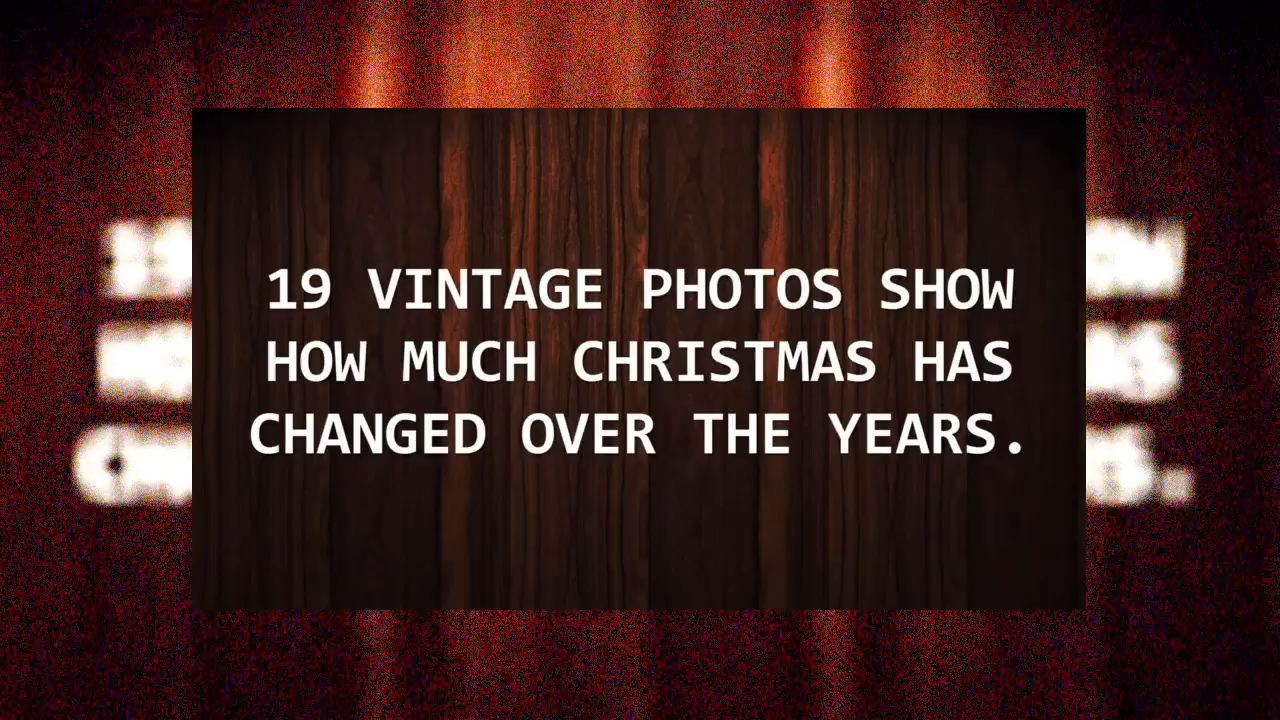 19 VINTAGE PHOTOS SHOW
HOW MUCH CHRISTMAS HAS
CHANGED OVER THE YEARS.